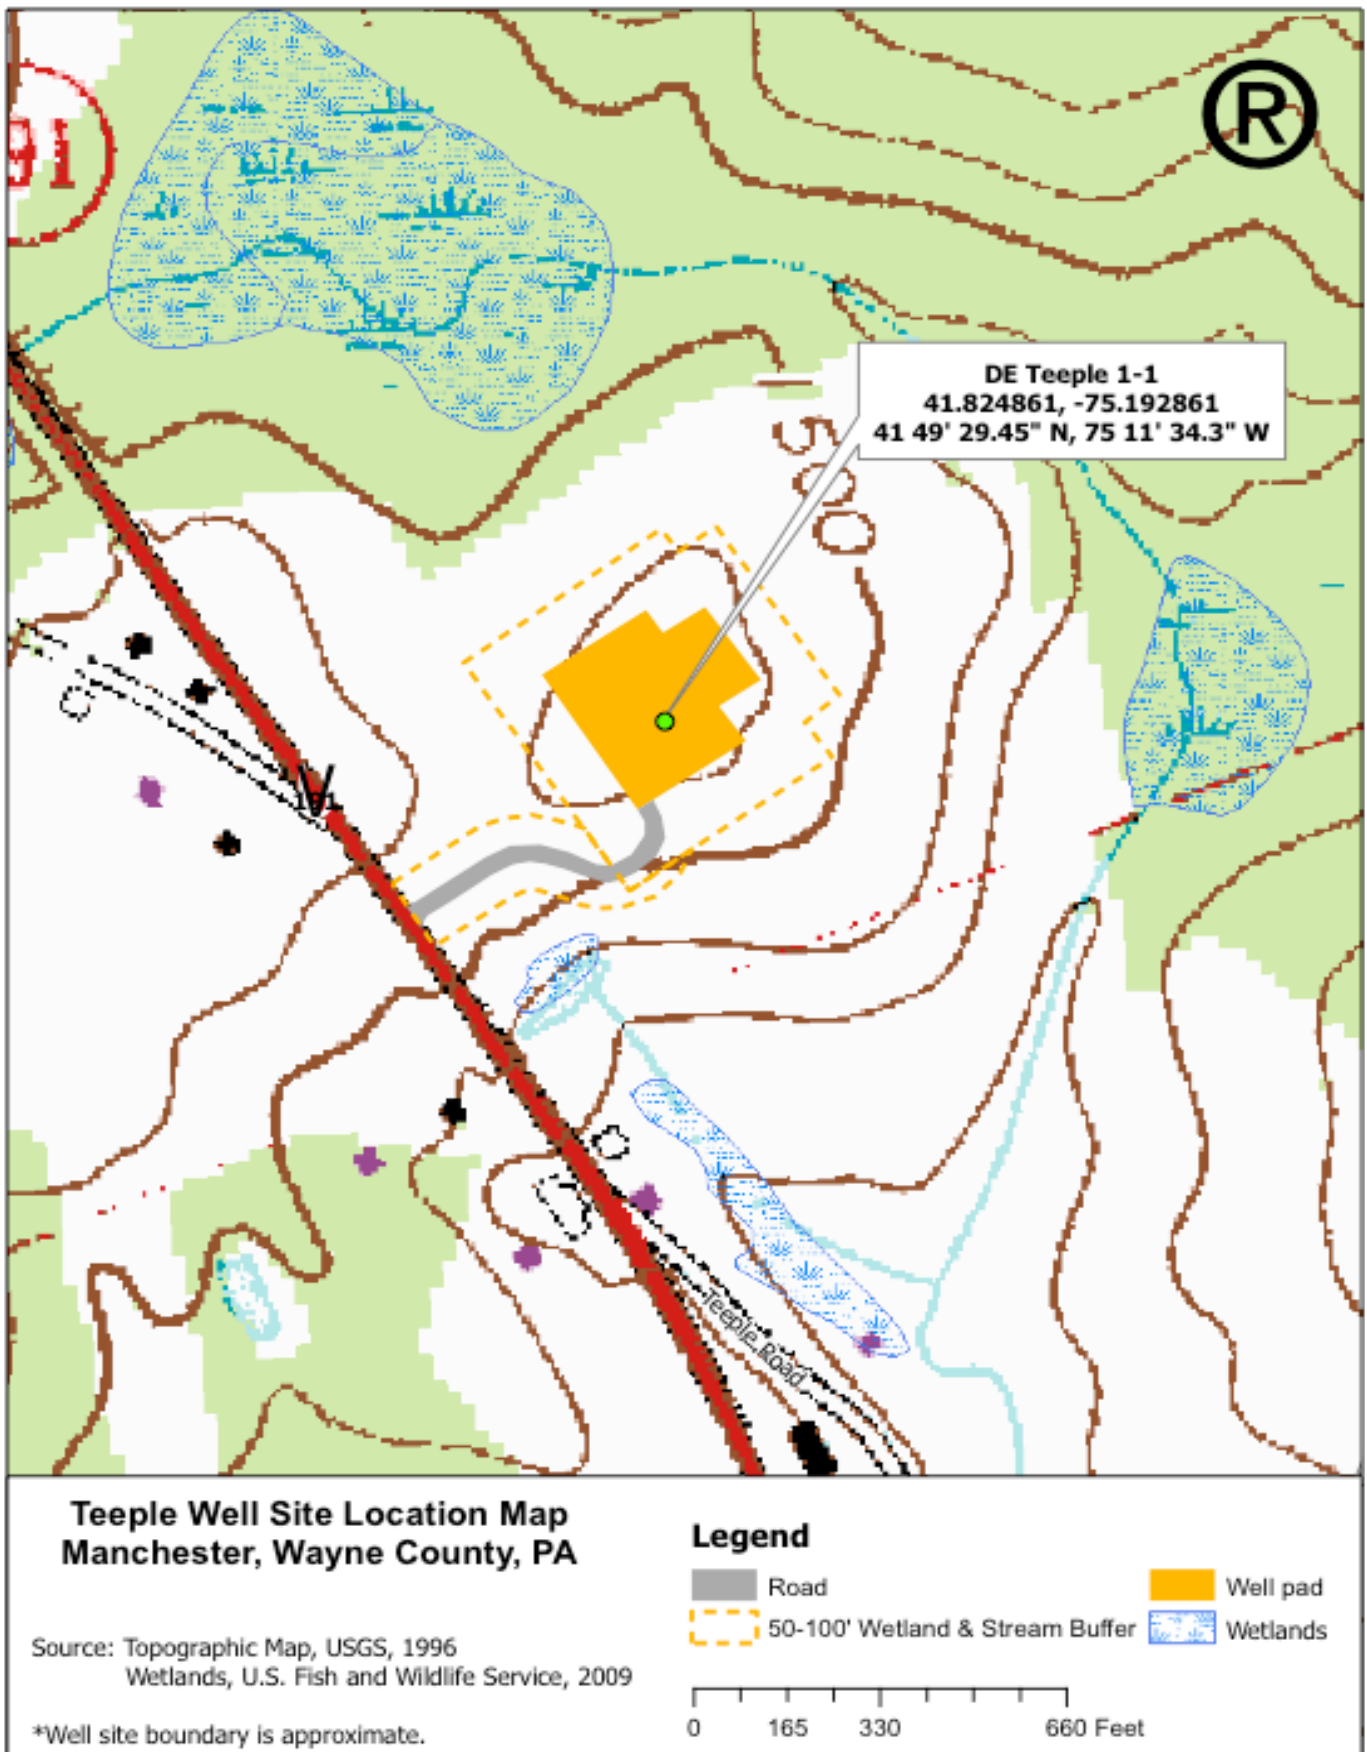 91
®
DE Teeple 1-1
41.824861, -75.192861
41 49' 29.45" N, 75 11' 34.3" W
1500
191
Teeple Road
Teeple Well Site Location Map
Manchester, Wayne County, PA
Source: Topographic Map, USGS, 1996
Wetlands, U.S. Fish and Wildlife Service, 2009
*Well site boundary is approximate.
Legend
Road
Well pad
50-100' Wetland & Stream Buffer
Wetlands
0 165 330 660 Feet